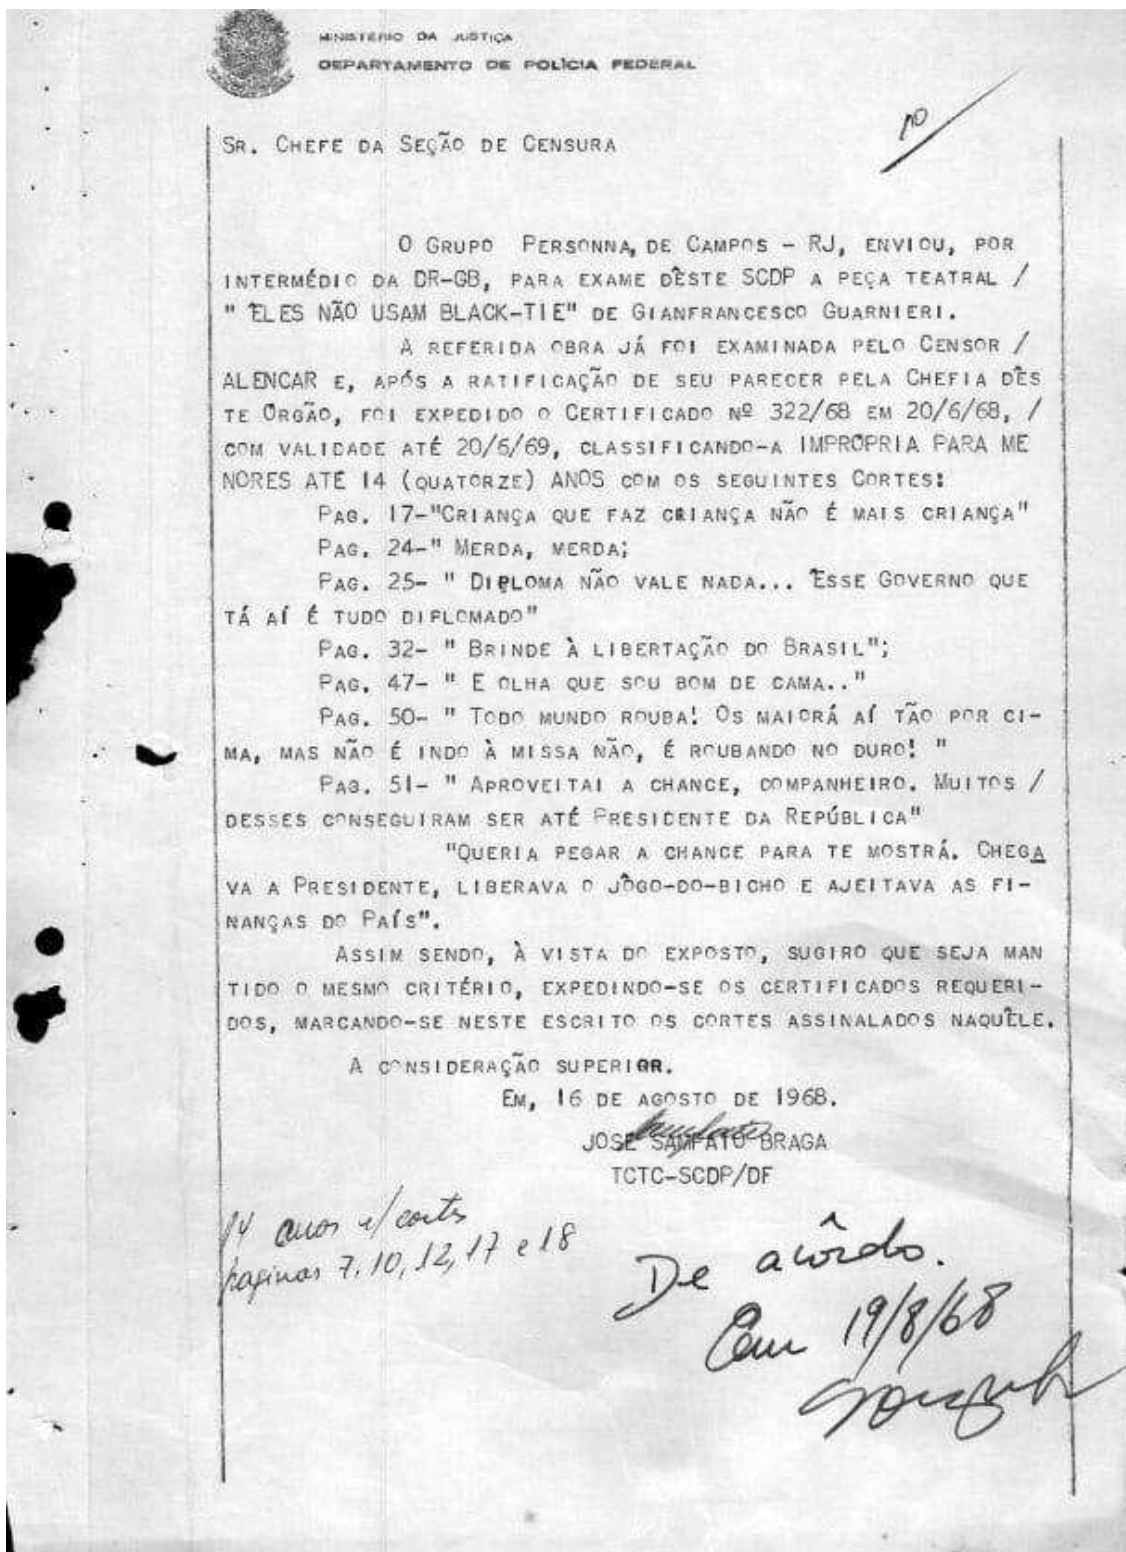 MINISTÉRIO DA JUSTIÇA
DEPARTAMENTO DE POLÍCIA FEDERAL
10
SR. CHEFE DA SEÇÃO DE CENSURA
O GRUPO PERSONNA, DE CAMPOS - RJ, ENVIOU, POR
INTERMÉDIO DA DR-GB, PARA EXAME DÊSTE SCDP A PEÇA TEATRAL /
" ÊLES NÃO USAM BLACK-TIE" DE GIANFRANCESCO GUARNIERI.
A REFERIDA OBRA JÁ FOI EXAMINADA PELO CENSOR /
ALENCAR E, APÓS A RATIFICAÇÃO DE SEU PARECER PELA CHEFIA DÊS
TE ORGÃO, FOI EXPEDIDO O CERTIFICADO Nº 322/68 EM 20/6/68, /
COM VALIDADE ATÉ 20/6/69, CLASSIFICANDO-A IMPROPRIA PARA ME
NORES ATÉ 14 (QUATORZE) ANOS COM OS SEGUINTES CORTES:
PAG. 17-"CRIANÇA QUE FAZ CRIANÇA NÃO É MAIS CRIANÇA"
PAG. 24-" MERDA, MERDA;
PAG. 25- " DIPLOMA NÃO VALE NADA... ÊSSE GOVERNO QUE
TÁ AÍ É TUDO DIPLOMADO"
PAG. 32- " BRINDE À LIBERTAÇÃO DO BRASIL";
PAG. 47- " E OLHA QUE SOU BOM DE CAMA.."
PAG. 50- " TODO MUNDO ROUBA! OS MAIORÁ AÍ TÃO POR CI-
MA, MAS NÃO É INDO À MISSA NÃO, É ROUBANDO NO DURO! "
PAG. 51- " APROVEITAI A CHANCE, COMPANHEIRO. MUITOS /
DESSES CONSEGUIRAM SER ATÉ PRESIDENTE DA REPÚBLICA"
"QUERIA PEGAR A CHANCE PARA TE MOSTRÁ. CHEGA
VA A PRESIDENTE, LIBERAVA O JÔGO-DO-BICHO E AJEITAVA AS FI-
NANÇAS DO PAÍS".
ASSIM SENDO, À VISTA DO EXPOSTO, SUGIRO QUE SEJA MAN
TIDO O MESMO CRITÉRIO, EXPEDINDO-SE OS CERTIFICADOS REQUERI-
DOS, MARCANDO-SE NESTE ESCRITO OS CORTES ASSINALADOS NAQUÊLE.
A CONSIDERAÇÃO SUPERIOR.
EM, 16 DE AGOSTO DE 1968.
JOSE SAMPAIO BRAGA
TCTC-SCDP/DF
14 anos c/ cortes
paginas 7, 10, 12, 17 e 18
De acôrdo.
Em 19/8/68